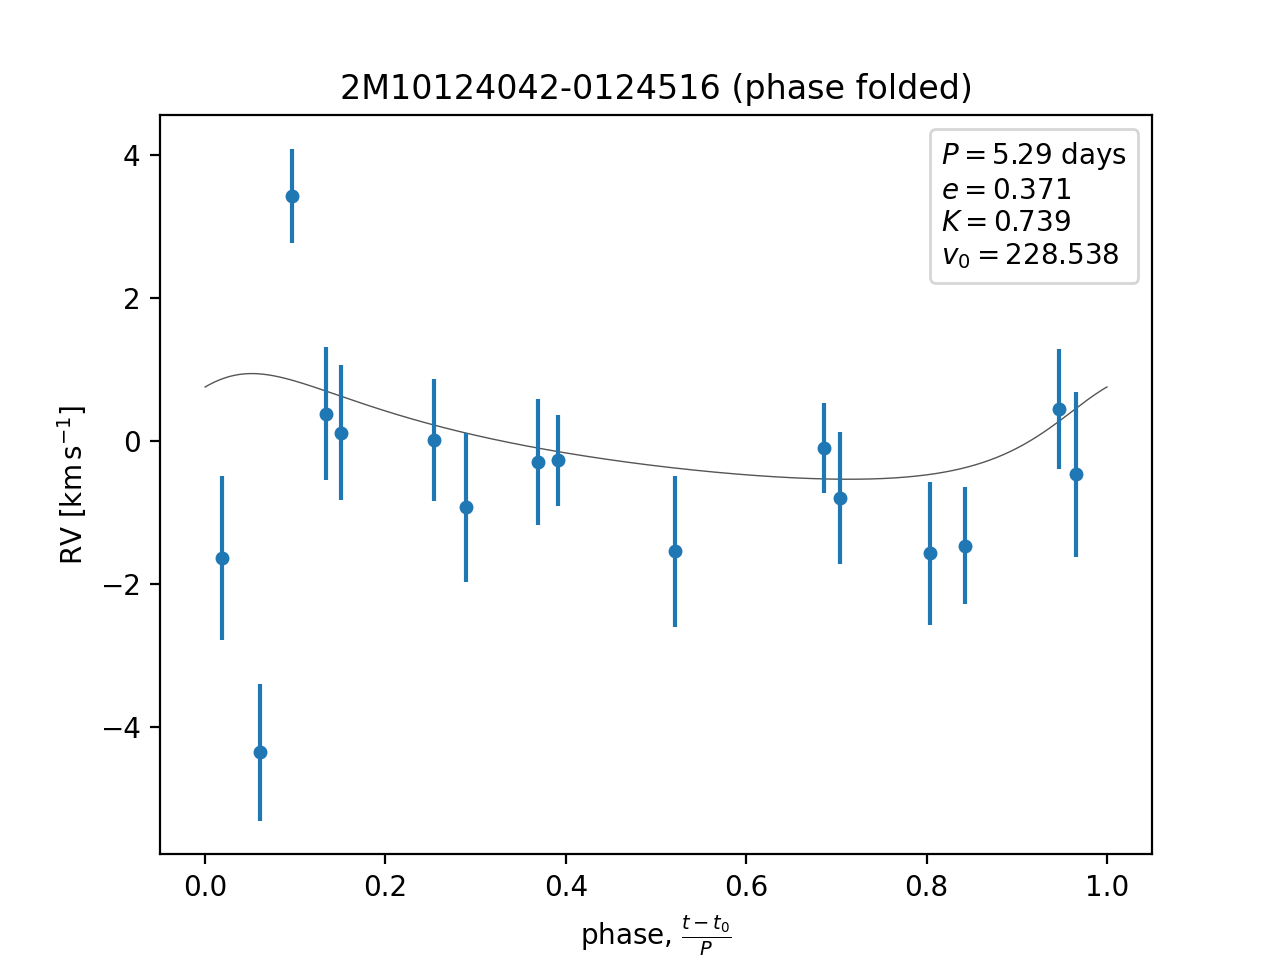 2M10124042-0124516 (phase folded)
P = 5.29 days
e = 0.371
K = 0.739
v₀ = 228.538
4
2
0
−2
−4
RV [km s⁻¹]
0.0 0.2 0.4 0.6 0.8 1.0
phase, (t − t₀)/P